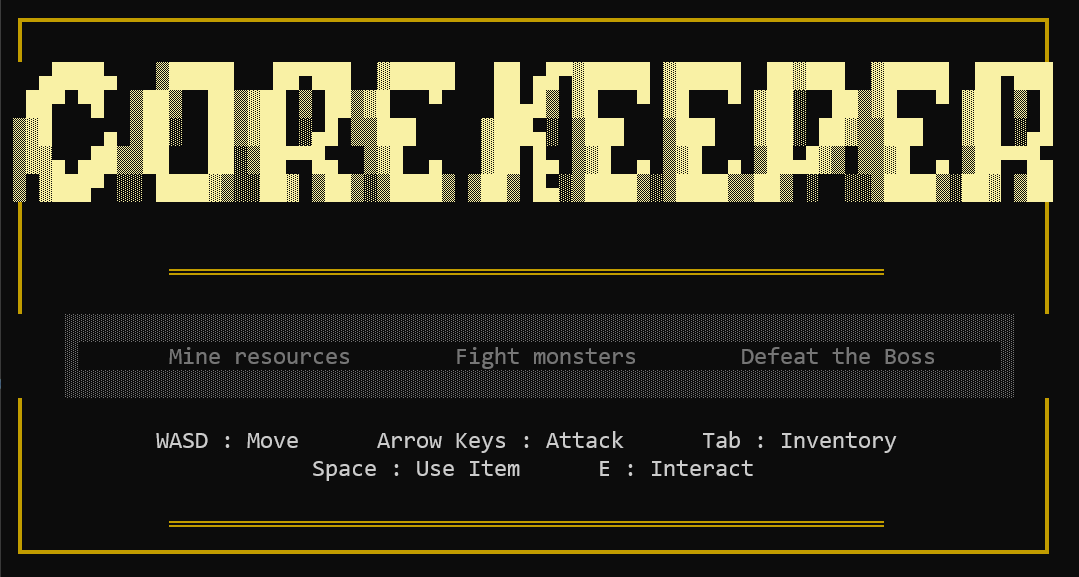 CORE KEEPER
Mine resources Fight monsters Defeat the Boss
WASD : Move Arrow Keys : Attack Tab : Inventory
Space : Use Item E : Interact